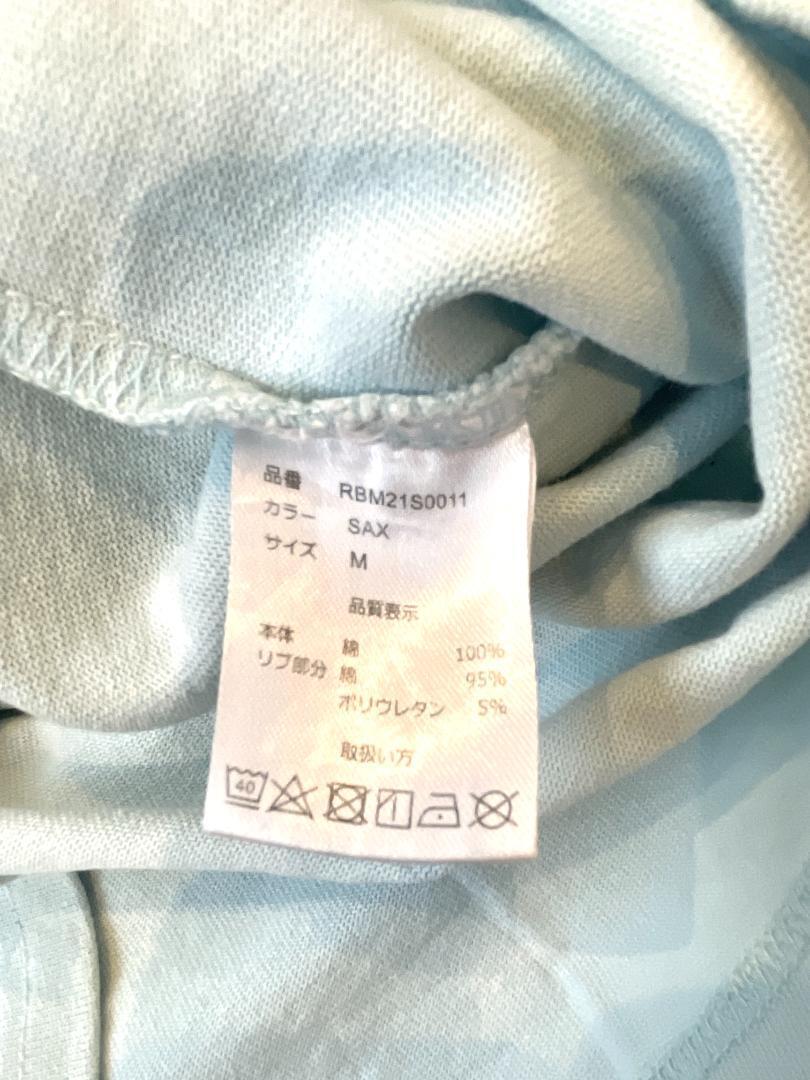 品番 RBM21S0011
カラー SAX
サイズ M
品質表示
本体 綿 100%
リブ部分 綿 95%
ポリウレタン 5%
取扱い方
40